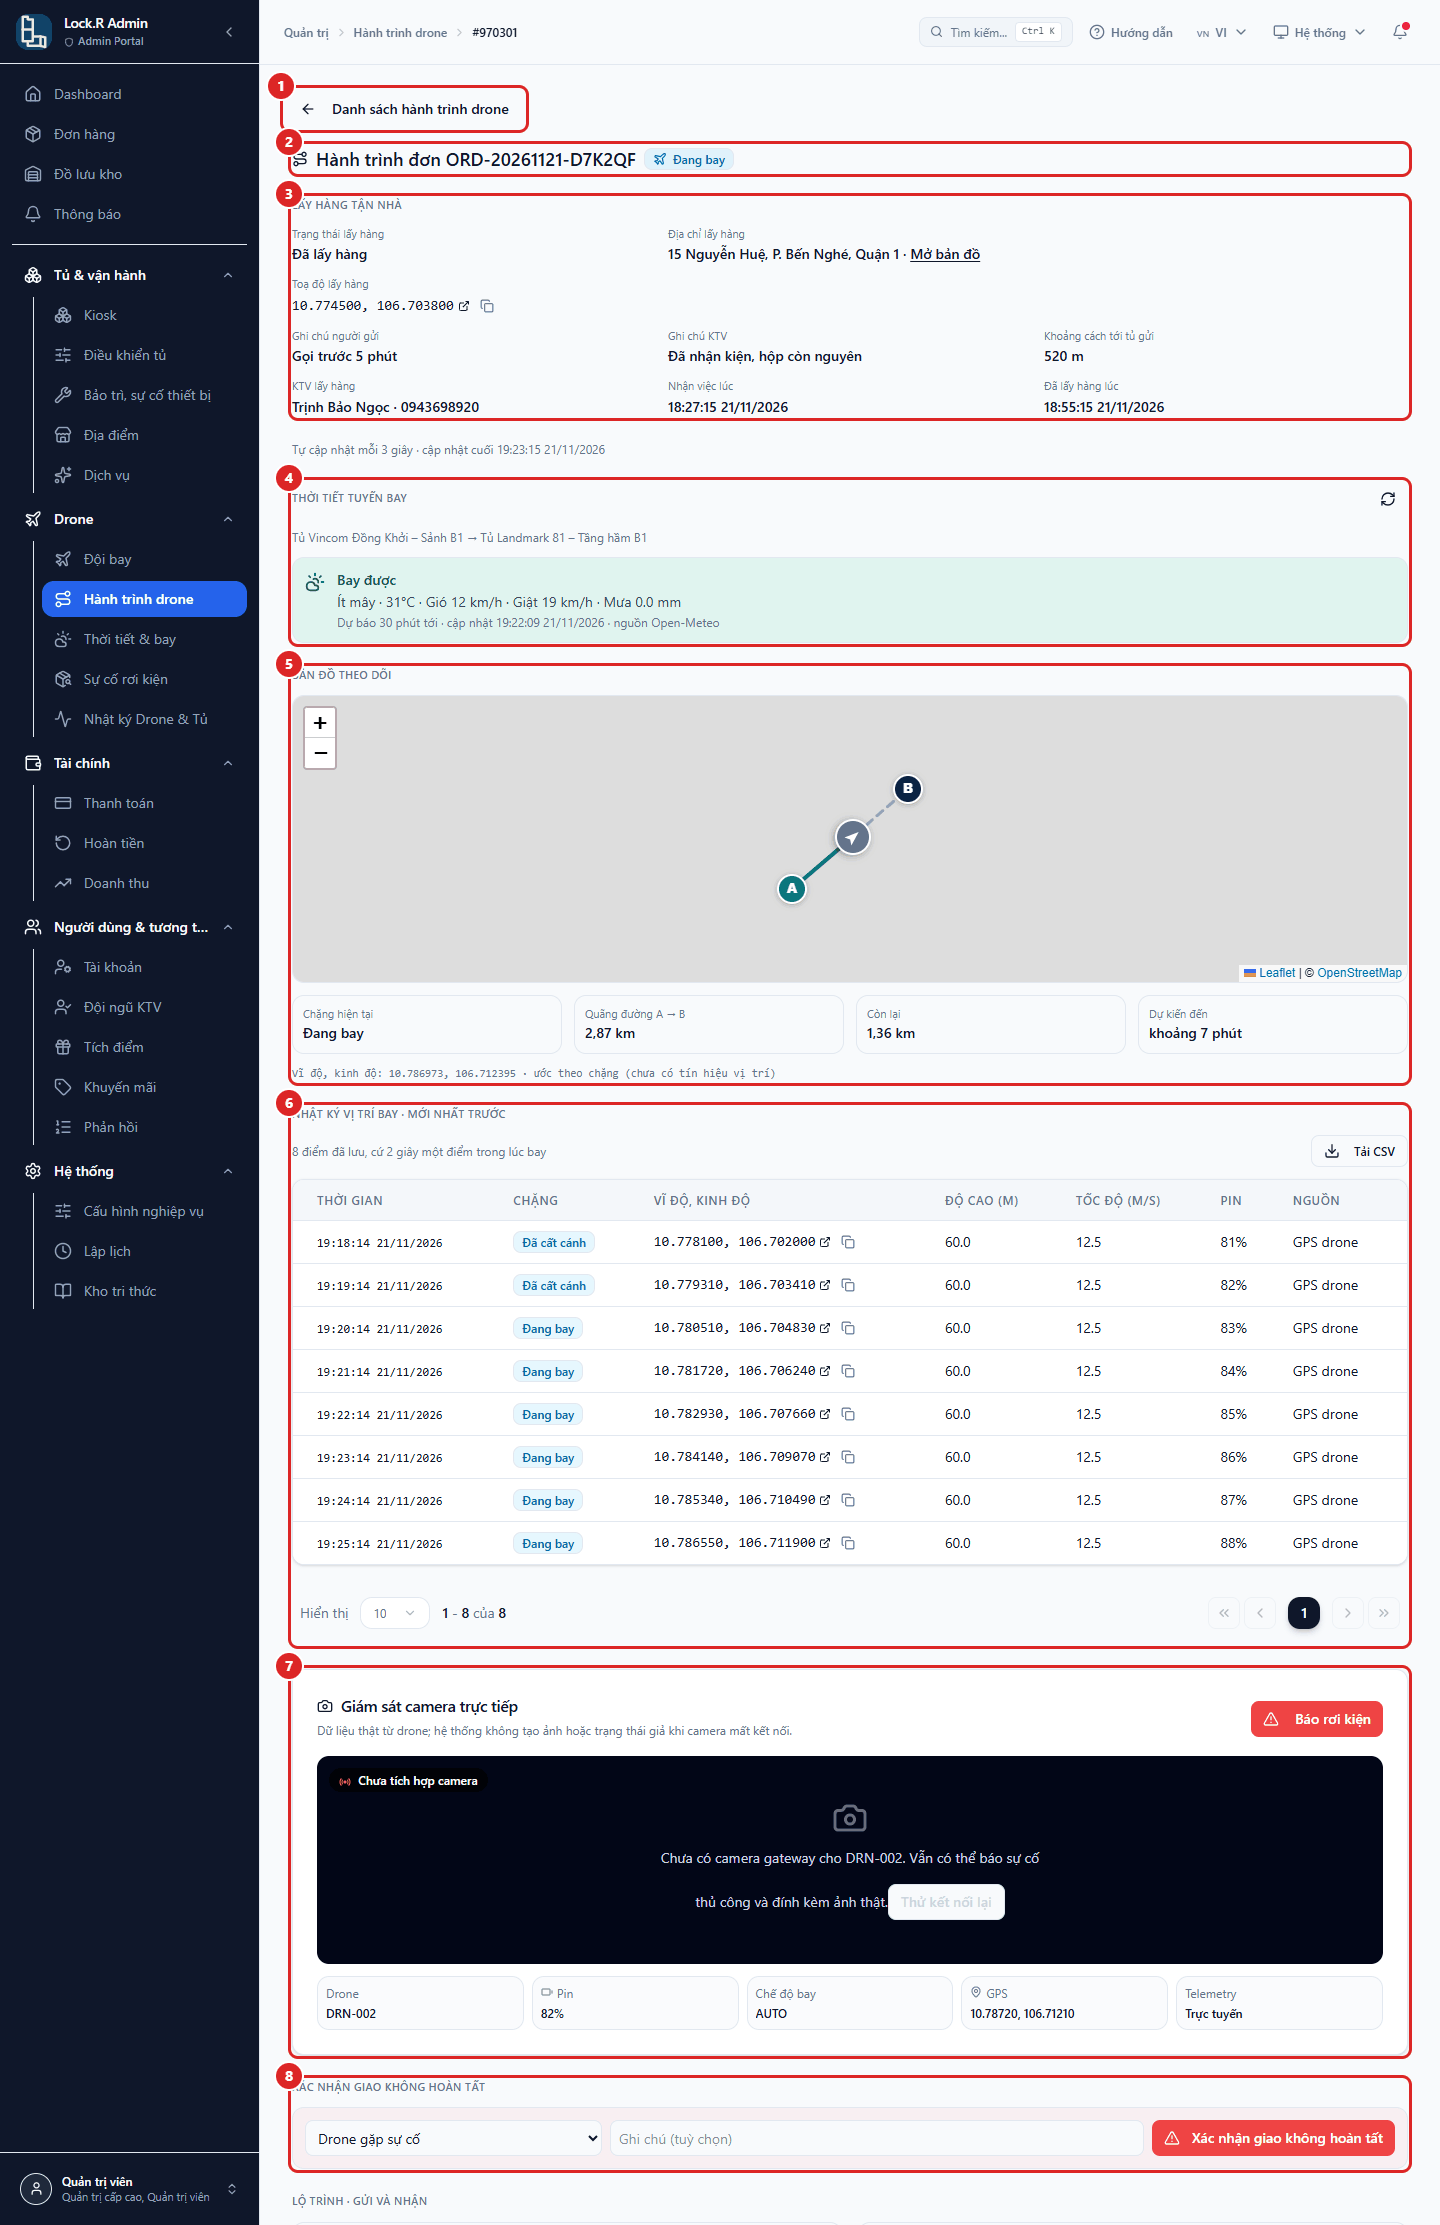 Lock.R Admin
Admin Portal
Dashboard
Đơn hàng
Đồ lưu kho
Thông báo
Tủ & vận hành
Kiosk
Điều khiển tủ
Bảo trì, sự cố thiết bị
Địa điểm
Dịch vụ
Drone
Đội bay
Hành trình drone
Thời tiết & bay
Sự cố rơi kiện
Nhật ký Drone & Tủ
Tài chính
Thanh toán
Hoàn tiền
Doanh thu
Người dùng & tương t...
Tài khoản
Đội ngũ KTV
Tích điểm
Khuyến mãi
Phản hồi
Hệ thống
Cấu hình nghiệp vụ
Lập lịch
Kho tri thức
Quản trị viên
Quản trị cấp cao, Quản trị viên
Quản trị > Hành trình drone > #970301
Tìm kiếm... Ctrl K
Hướng dẫn
VN VI
Hệ thống
1
Danh sách hành trình drone
2
Hành trình đơn ORD-20261121-D7K2QF Đang bay
3
LẤY HÀNG TẬN NHÀ
Trạng thái lấy hàng Địa chỉ lấy hàng
Đã lấy hàng 15 Nguyễn Huệ, P. Bến Nghé, Quận 1 · Mở bản đồ
Toạ độ lấy hàng
10.774500, 106.703800
Ghi chú người gửi Ghi chú KTV Khoảng cách tới tủ gửi
Gọi trước 5 phút Đã nhận kiện, hộp còn nguyên 520 m
KTV lấy hàng Nhận việc lúc Đã lấy hàng lúc
Trịnh Bảo Ngọc · 0943698920 18:27:15 21/11/2026 18:55:15 21/11/2026
Tự cập nhật mỗi 3 giây · cập nhật cuối 19:23:15 21/11/2026
4
THỜI TIẾT TUYẾN BAY
Tủ Vincom Đồng Khởi – Sảnh B1 → Tủ Landmark 81 – Tầng hầm B1
Bay được
Ít mây · 31°C · Gió 12 km/h · Giật 19 km/h · Mưa 0.0 mm
Dự báo 30 phút tới · cập nhật 19:22:09 21/11/2026 · nguồn Open-Meteo
5
BẢN ĐỒ THEO DÕI
+
−
B
A
Leaflet | © OpenStreetMap
Chặng hiện tại Quãng đường A → B Còn lại Dự kiến đến
Đang bay 2,87 km 1,36 km khoảng 7 phút
Vĩ độ, kinh độ: 10.786973, 106.712395 · ước theo chặng (chưa có tín hiệu vị trí)
6
NHẬT KÝ VỊ TRÍ BAY · MỚI NHẤT TRƯỚC
8 điểm đã lưu, cứ 2 giây một điểm trong lúc bay
Tải CSV
THỜI GIAN CHẶNG VĨ ĐỘ, KINH ĐỘ ĐỘ CAO (M) TỐC ĐỘ (M/S) PIN NGUỒN
19:18:14 21/11/2026 Đã cất cánh 10.778100, 106.702000 60.0 12.5 81% GPS drone
19:19:14 21/11/2026 Đã cất cánh 10.779310, 106.703410 60.0 12.5 82% GPS drone
19:20:14 21/11/2026 Đang bay 10.780510, 106.704830 60.0 12.5 83% GPS drone
19:21:14 21/11/2026 Đang bay 10.781720, 106.706240 60.0 12.5 84% GPS drone
19:22:14 21/11/2026 Đang bay 10.782930, 106.707660 60.0 12.5 85% GPS drone
19:23:14 21/11/2026 Đang bay 10.784140, 106.709070 60.0 12.5 86% GPS drone
19:24:14 21/11/2026 Đang bay 10.785340, 106.710490 60.0 12.5 87% GPS drone
19:25:14 21/11/2026 Đang bay 10.786550, 106.711900 60.0 12.5 88% GPS drone
Hiển thị 10 1 - 8 của 8
« ‹ 1 › »
7
Giám sát camera trực tiếp
Dữ liệu thật từ drone; hệ thống không tạo ảnh hoặc trạng thái giả khi camera mất kết nối.
Báo rơi kiện
Chưa tích hợp camera
Chưa có camera gateway cho DRN-002. Vẫn có thể báo sự cố
thủ công và đính kèm ảnh thật. Thử kết nối lại
Drone Pin Chế độ bay GPS Telemetry
DRN-002 82% AUTO 10.78720, 106.71210 Trực tuyến
8
XÁC NHẬN GIAO KHÔNG HOÀN TẤT
Drone gặp sự cố Ghi chú (tuỳ chọn) Xác nhận giao không hoàn tất
LỘ TRÌNH · GỬI VÀ NHẬN